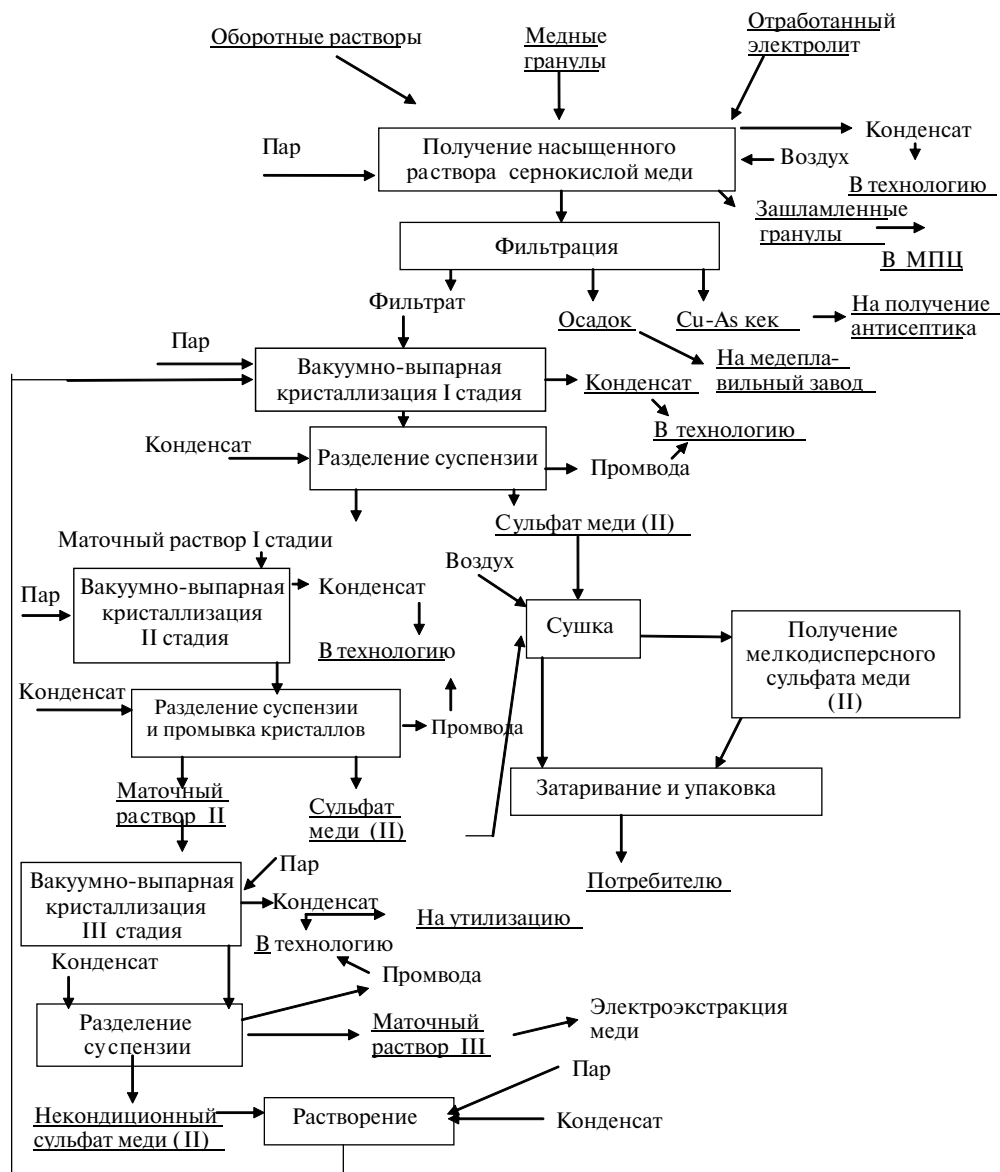 Оборотные растворы
Медные
гранулы
Отработанный
электролит
Пар
Получение насыщенного
раствора сернокислой меди
Конденсат
Воздух
В технологию
Зашламленные
гранулы
В МПЦ
Фильтрация
Фильтрат
Осадок
Cu-As кек
На получение
антисептика
Пар
Вакуумно-выпарная
кристаллизация I стадия
Конденсат
На медепла-
вильный завод
В технологию
Конденсат
Разделение суспензии
Промвода
Сульфат меди (II)
Маточный раствор I стадии
Воздух
Пар
Вакуумно-выпарная
кристаллизация
II стадия
Конденсат
В технологию
Сушка
Получение
мелкодисперсного
сульфата меди
(II)
Конденсат
Разделение суспензии
и промывка кристаллов
Промвода
Маточный
раствор II
Сульфат
меди (II)
Затаривание и упаковка
Потребителю
Пар
Вакуумно-выпарная
кристаллизация
III стадия
Конденсат
На утилизацию
В технологию
Конденсат
Промвода
Разделение
суспензии
Маточный
раствор III
Электроэкстракция
меди
Пар
Некондиционный
сульфат меди (II)
Растворение
Конденсат